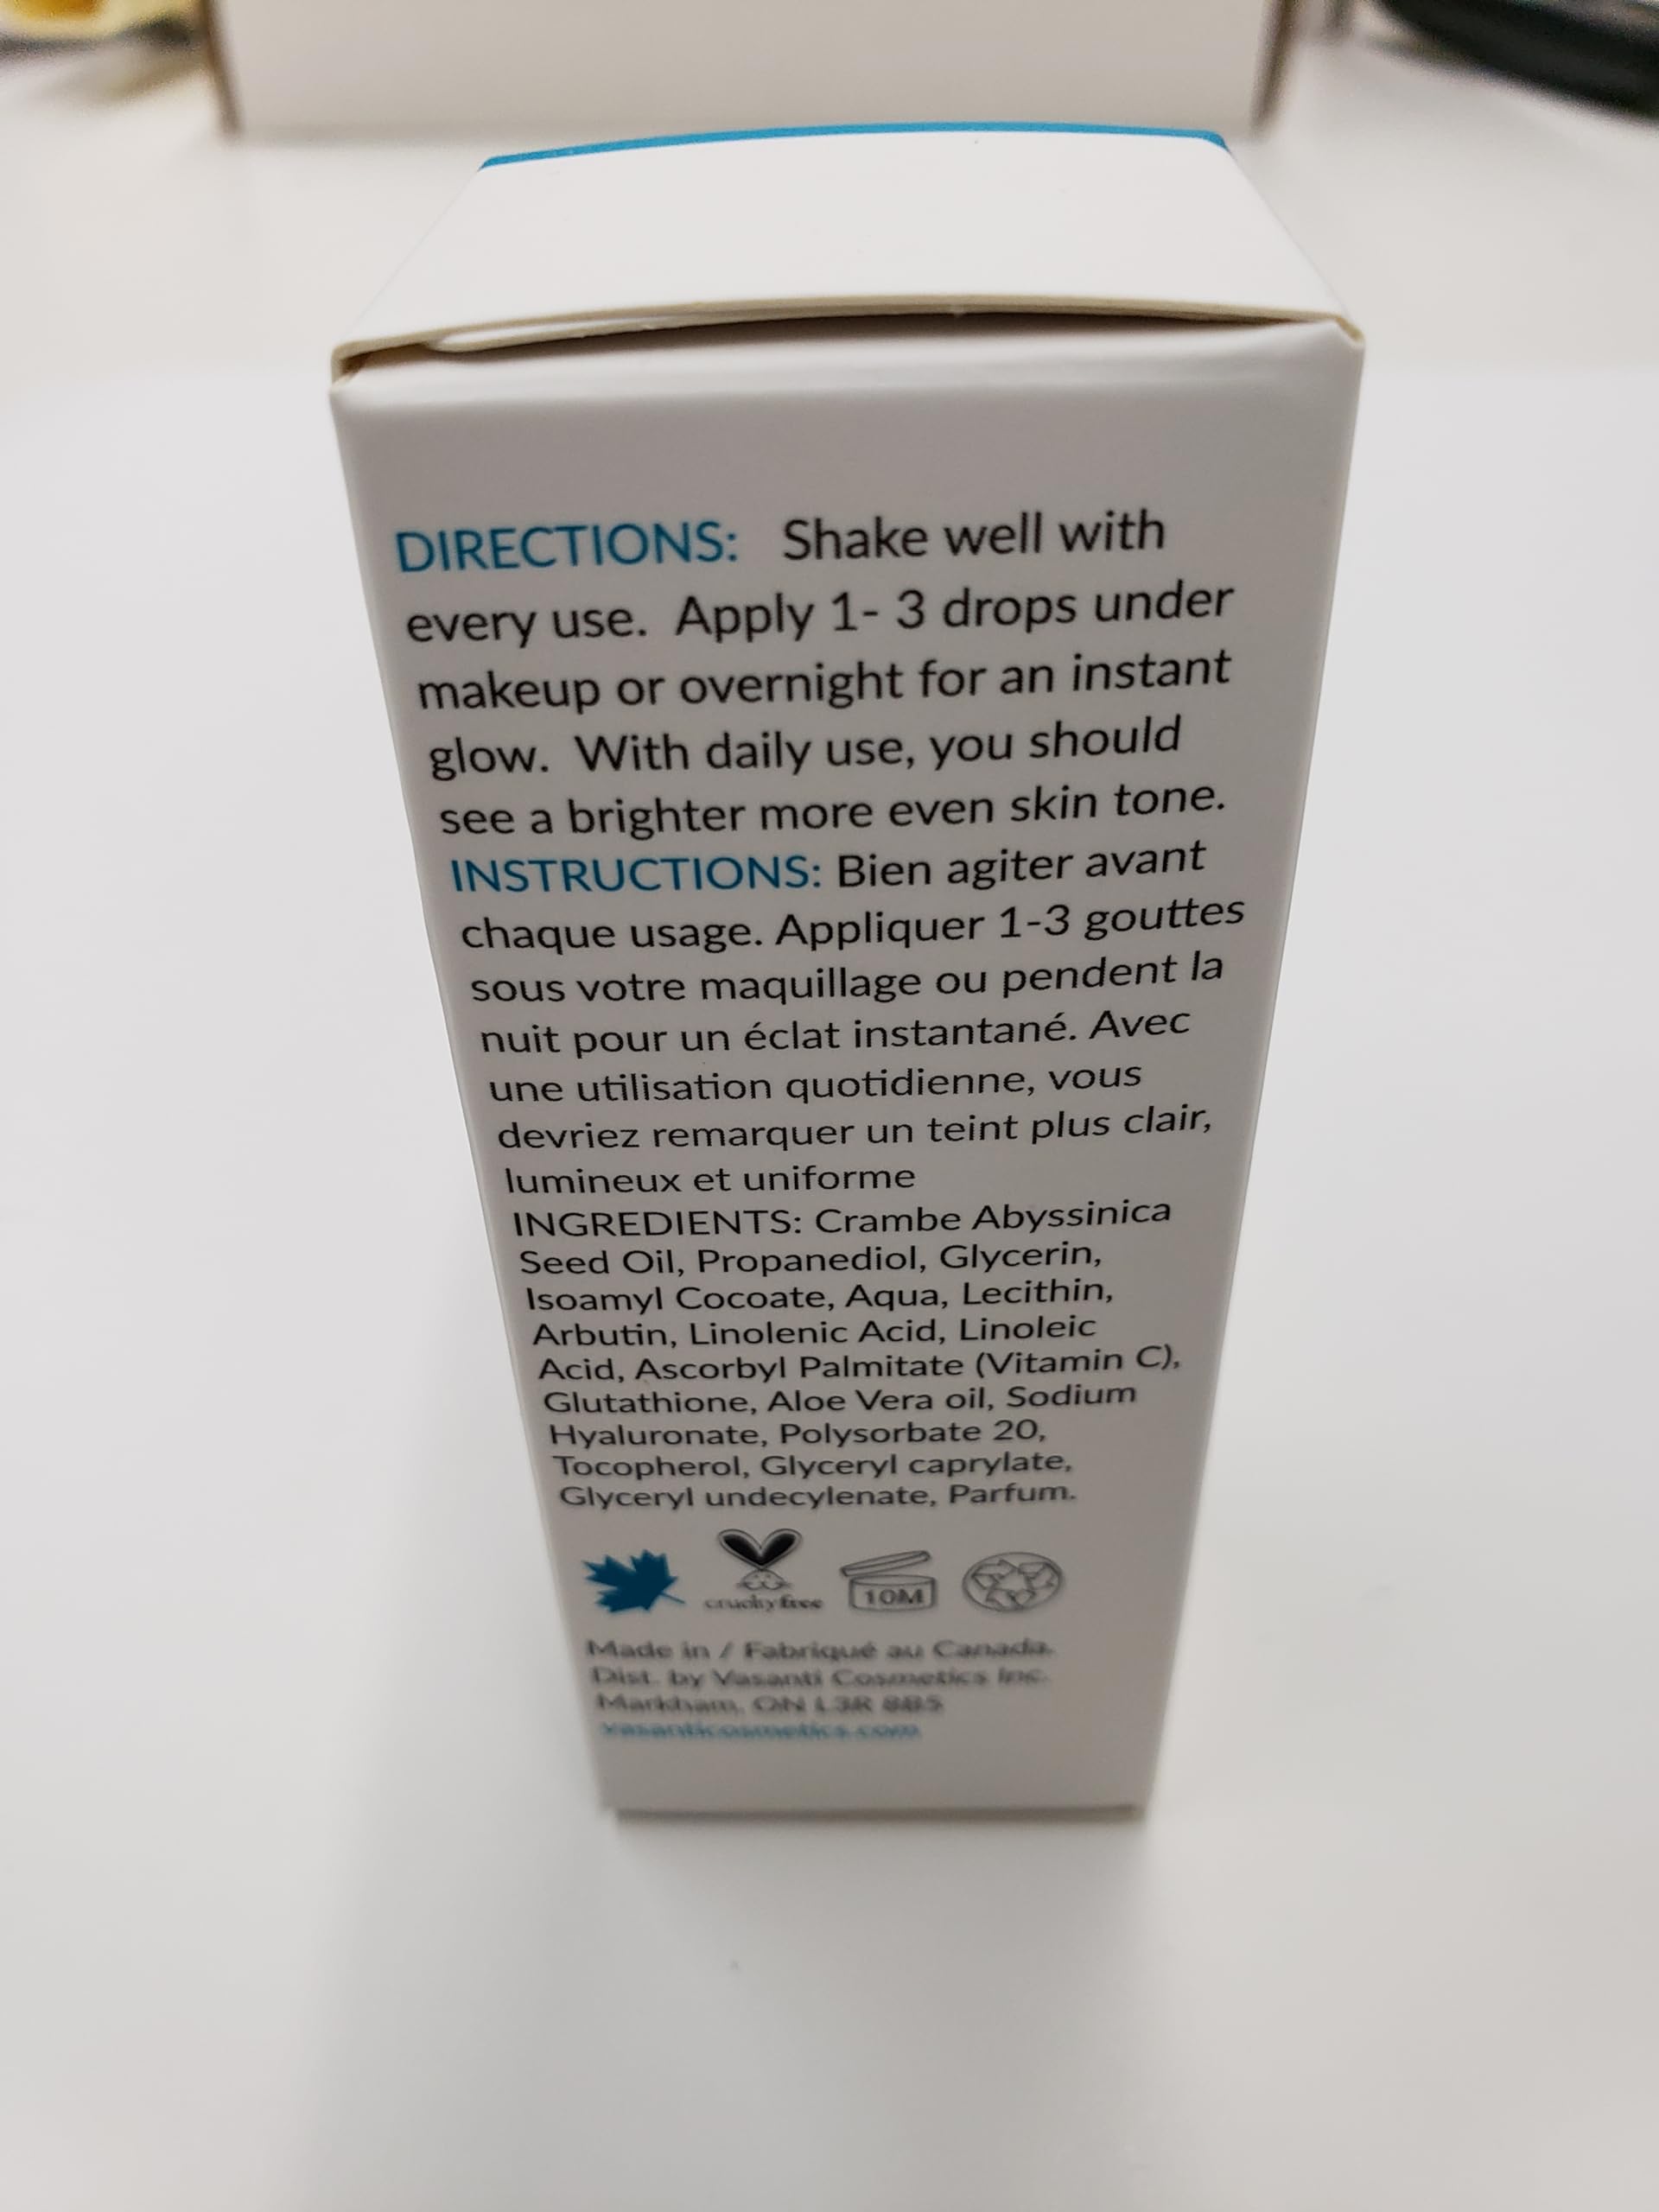 DIRECTIONS: Shake well with
every use. Apply 1- 3 drops under
makeup or overnight for an instant
glow. With daily use, you should
see a brighter more even skin tone.
INSTRUCTIONS: Bien agiter avant
chaque usage. Appliquer 1-3 gouttes
sous votre maquillage ou pendent la
nuit pour un éclat instantané. Avec
une utilisation quotidienne, vous
devriez remarquer un teint plus clair,
lumineux et uniforme
INGREDIENTS: Crambe Abyssinica
Seed Oil, Propanediol, Glycerin,
Isoamyl Cocoate, Aqua, Lecithin,
Arbutin, Linolenic Acid, Linoleic
Acid, Ascorbyl Palmitate (Vitamin C),
Glutathione, Aloe Vera oil, Sodium
Hyaluronate, Polysorbate 20,
Tocopherol, Glyceryl caprylate,
Glyceryl undecylenate, Parfum.
crueltyfree 10M
Made in / Fabriqué au Canada.
Dist. by Vasanti Cosmetics Inc.
Markham, ON L3R 8B5
vasanticosmetics.com